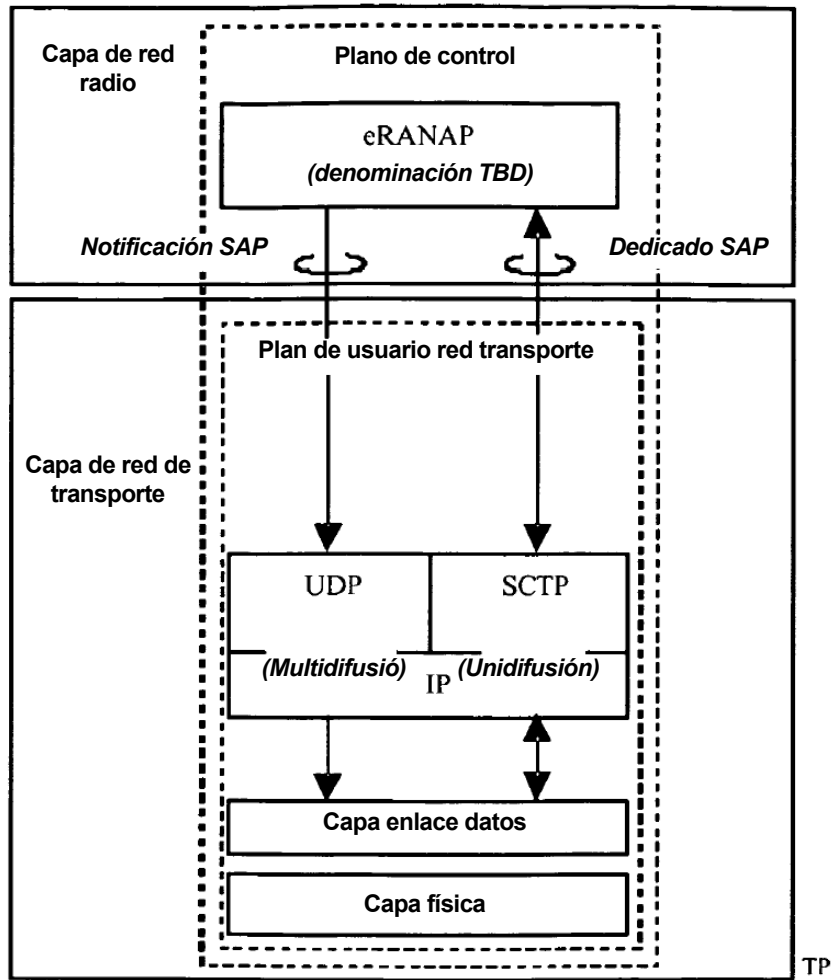 Capa de red
radio
Plano de control
eRANAP
(denominación TBD)
Notificación SAP
Dedicado SAP
Plan de usuario red transporte
Capa de red de
transporte
UDP
SCTP
(Multidifusió)
(Unidifusión)
IP
Capa enlace datos
Capa física
TP